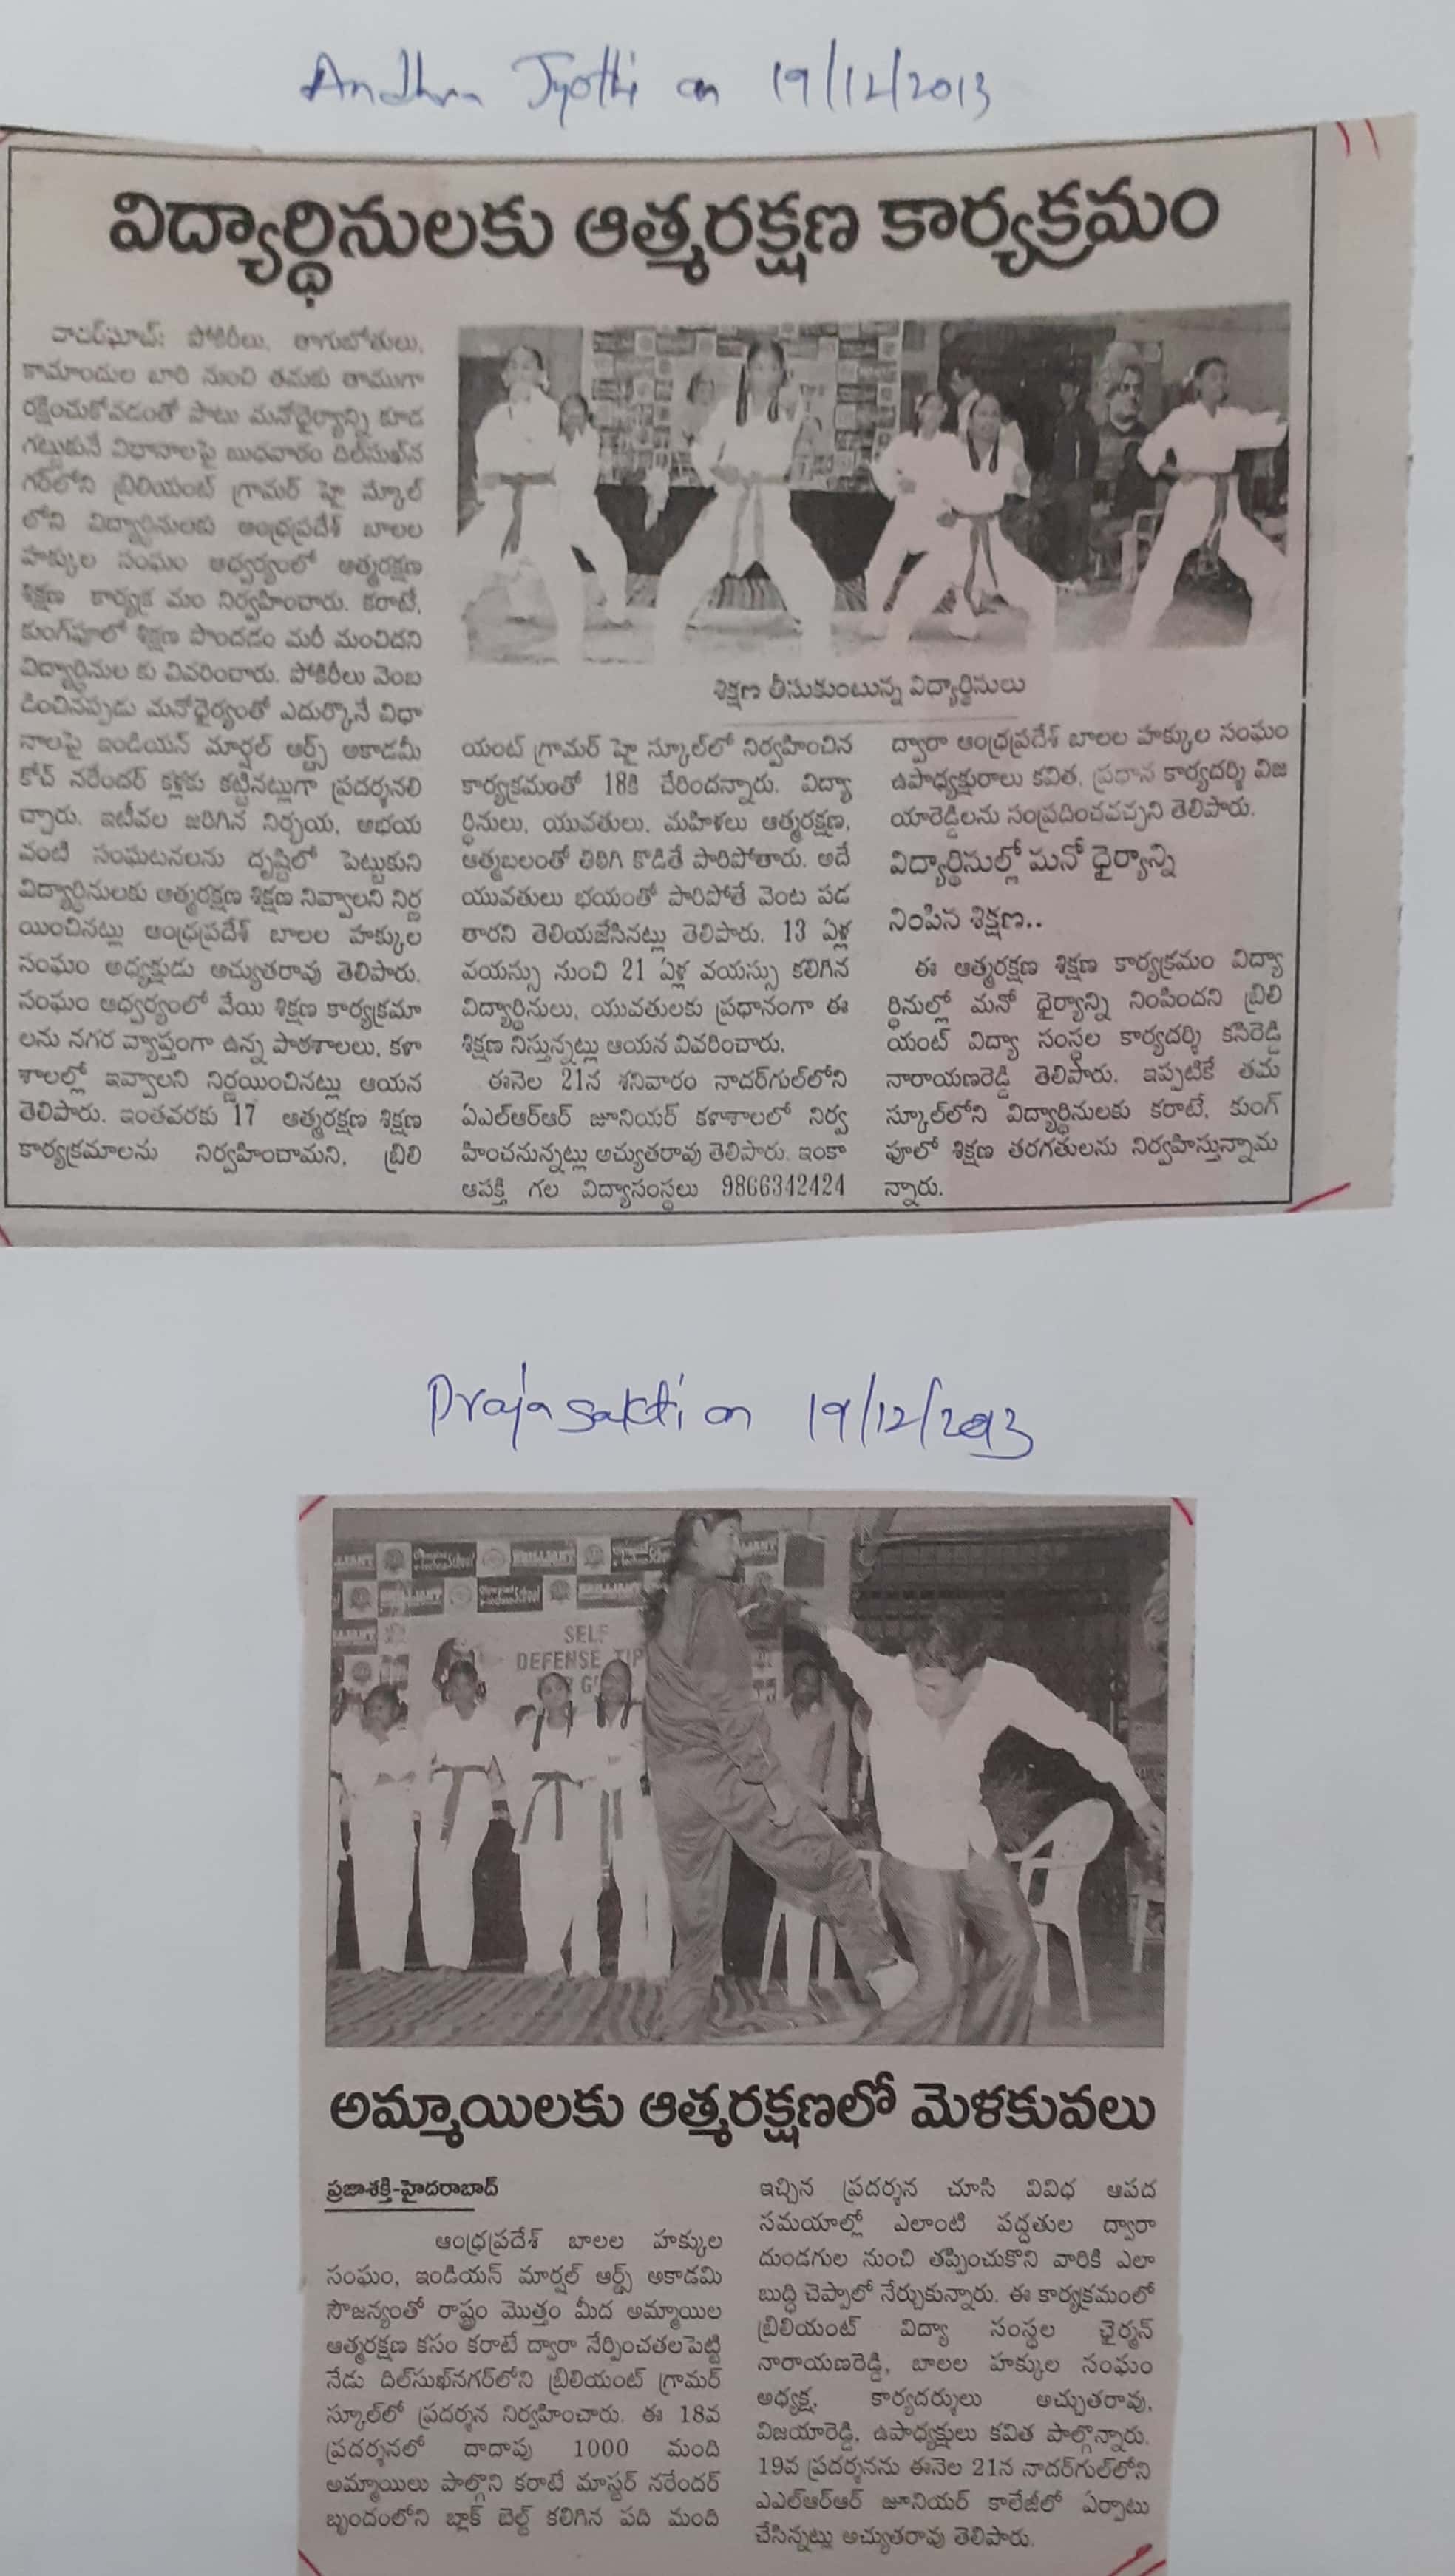 Andhra Jyothi on 19/12/2013
విద్యార్థినులకు ఆత్మరక్షణ కార్యక్రమం
చాదర్‌ఘాట్: పోకిరీలు, తాగుబోతులు,
కామాంధుల బారి నుంచి తమకు తాముగా
రక్షించుకోవడంతో పాటు మనోధైర్యాన్ని కూడ
గట్టుకునే విధానాలపై బుధవారం దిల్‌సుఖ్‌న
గర్‌లోని బ్రిలియంట్ గ్రామర్ హై స్కూల్
లోని విద్యార్థినులకు ఆంధ్రప్రదేశ్ బాలల
హక్కుల సంఘం ఆధ్వర్యంలో ఆత్మరక్షణ
శిక్షణ కార్యక్ర మం నిర్వహించారు. కరాటే,
కుంగ్‌ఫూలో శిక్షణ పొందడం మరీ మంచిదని
విద్యార్థినుల కు వివరించారు. పోకిరీలు వెంబ
డించినప్పుడు మనోధైర్యంతో ఎదుర్కొనే విధా
నాలపై ఇండియన్ మార్షల్ ఆర్ట్స్ అకాడమీ
కోచ్ నరేందర్ కళ్లకు కట్టినట్లుగా ప్రదర్శనలి
చ్చారు. ఇటీవల జరిగిన నిర్భయ, అభయ
వంటి సంఘటనలను దృష్టిలో పెట్టుకుని
విద్యార్థినులకు ఆత్మరక్షణ శిక్షణ నివ్వాలని నిర్ణ
యించినట్లు ఆంధ్రప్రదేశ్ బాలల హక్కుల
సంఘం అధ్యక్షుడు అచ్యుతరావు తెలిపారు.
సంఘం ఆధ్వర్యంలో వేయి శిక్షణ కార్యక్రమా
లను నగర వ్యాప్తంగా ఉన్న పాఠశాలలు, కళా
శాలల్లో ఇవ్వాలని నిర్ణయించినట్లు ఆయన
తెలిపారు. ఇంతవరకు 17 ఆత్మరక్షణ శిక్షణ
కార్యక్రమాలను నిర్వహించామని, బ్రిలి
శిక్షణ తీసుకుంటున్న విద్యార్థినులు
యంట్ గ్రామర్ హై స్కూల్‌లో నిర్వహించిన
కార్యక్రమంతో 18కి చేరిందన్నారు. విద్యా
ర్థినులు, యువతులు, మహిళలు ఆత్మరక్షణ,
ఆత్మబలంతో తిరిగి కొడితే పారిపోతారు. అదే
యువతులు భయంతో పారిపోతే వెంట పడ
తారని తెలియజేసినట్లు తెలిపారు. 13 ఏళ్ల
వయస్సు నుంచి 21 ఏళ్ల వయస్సు కలిగిన
విద్యార్థినులు, యువతులకు ప్రధానంగా ఈ
శిక్షణ నిస్తున్నట్లు ఆయన వివరించారు.
ఈనెల 21న శనివారం నాదర్‌గుల్‌లోని
ఏఎల్ఆర్ఆర్ జూనియర్ కళాశాలలో నిర్వ
హించనున్నట్లు అచ్యుతరావు తెలిపారు. ఇంకా
ఆసక్తి గల విద్యాసంస్థలు 9866342424
ద్వారా ఆంధ్రప్రదేశ్ బాలల హక్కుల సంఘం
ఉపాధ్యక్షురాలు కవిత, ప్రధాన కార్యదర్శి విజ
యారెడ్డిలను సంప్రదించవచ్చని తెలిపారు.
విద్యార్థినుల్లో మనో ధైర్యాన్ని
నింపిన శిక్షణ..
ఈ ఆత్మరక్షణ శిక్షణ కార్యక్రమం విద్యా
ర్థినుల్లో మనో ధైర్యాన్ని నింపిందని బ్రిలి
యంట్ విద్యా సంస్థల కార్యదర్శి కసిరెడ్డి
నారాయణరెడ్డి తెలిపారు. ఇప్పటికే తమ
స్కూల్‌లోని విద్యార్థినులకు కరాటే, కుంగ్
ఫూలో శిక్షణ తరగతులను నిర్వహిస్తున్నామ
న్నారు.
Prajasakti on 19/12/2013
BRILLIANT
SELF
DEFENSE TIP
అమ్మాయిలకు ఆత్మరక్షణలో మెళకువలు
ప్రజాశక్తి-హైదరాబాద్
ఆంధ్రప్రదేశ్ బాలల హక్కుల
సంఘం, ఇండియన్ మార్షల్ ఆర్ట్స్ అకాడమి
సౌజన్యంతో రాష్ట్రం మొత్తం మీద అమ్మాయిల
ఆత్మరక్షణ కసం కరాటే ద్వారా నేర్పించతలపెట్టి
నేడు దిల్‌సుఖ్‌నగర్‌లోని బ్రిలియంట్ గ్రామర్
స్కూల్‌లో ప్రదర్శన నిర్వహించారు. ఈ 18వ
ప్రదర్శనలో దాదాపు 1000 మంది
అమ్మాయిలు పాల్గొని కరాటే మాస్టర్ నరేందర్
బృందంలోని బ్లాక్ బెల్ట్ కలిగిన పది మంది
ఇచ్చిన ప్రదర్శన చూసి వివిధ ఆపద
సమయాల్లో ఎలాంటి పద్దతుల ద్వారా
దుండగుల నుంచి తప్పించుకొని వారికి ఎలా
బుద్ధి చెప్పాలో నేర్చుకున్నారు. ఈ కార్యక్రమంలో
బ్రిలియంట్ విద్యా సంస్థల ఛైర్మన్
నారాయణరెడ్డి, బాలల హక్కుల సంఘం
అధ్యక్ష, కార్యదర్శులు అచ్చుతరావు,
విజయారెడ్డి, ఉపాధ్యక్షులు కవిత పాల్గొన్నారు.
19వ ప్రదర్శనను ఈనెల 21న నాదర్‌గుల్‌లోని
ఎఎల్ఆర్ఆర్ జూనియర్ కాలేజీలో ఏర్పాటు
చేసిన్నట్లు అచ్యుతరావు తెలిపారు.